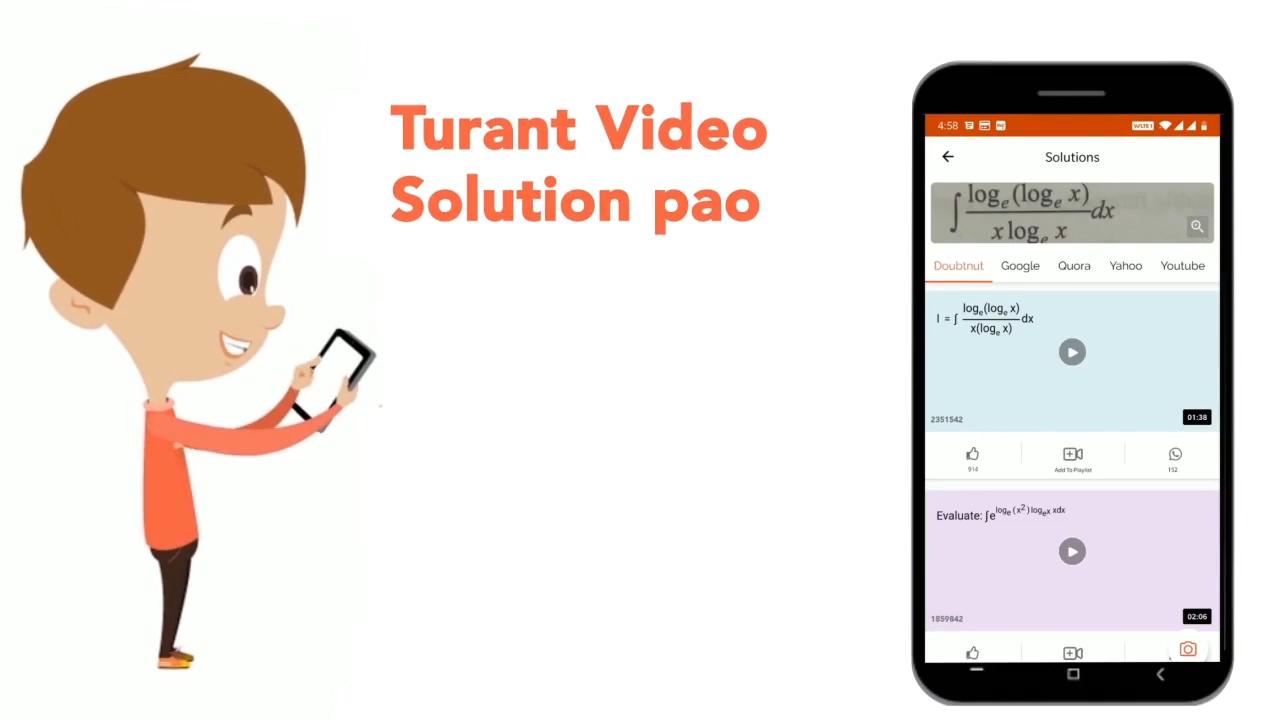 Turant Video
Solution pao
4:58
VoLTE1
Solutions
∫ logₑ(logₑ x) / x logₑ x dx
Doubtnut Google Quora Yahoo Youtube
I = ∫ logₑ(logₑ x) / x(logₑ x) dx
2351542 01:38
914 Add To Playlist 152
Evaluate: ∫e^logₑ(x²)logₑx xdx
1859842 02:06